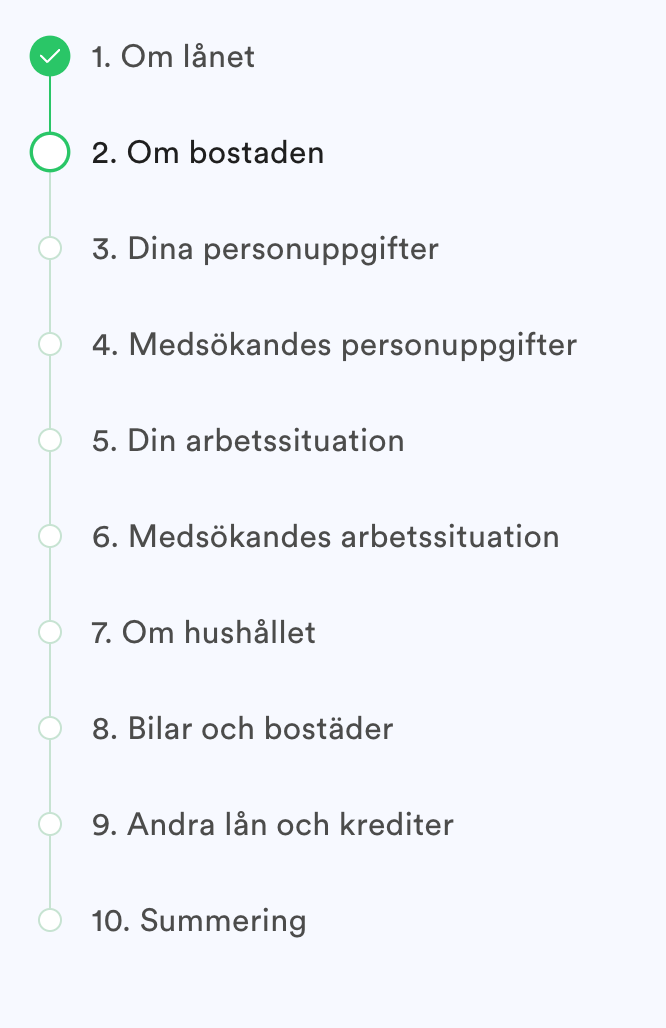 1. Om lånet
2. Om bostaden
3. Dina personuppgifter
4. Medsökandes personuppgifter
5. Din arbetssituation
6. Medsökandes arbetssituation
7. Om hushållet
8. Bilar och bostäder
9. Andra lån och krediter
10. Summering